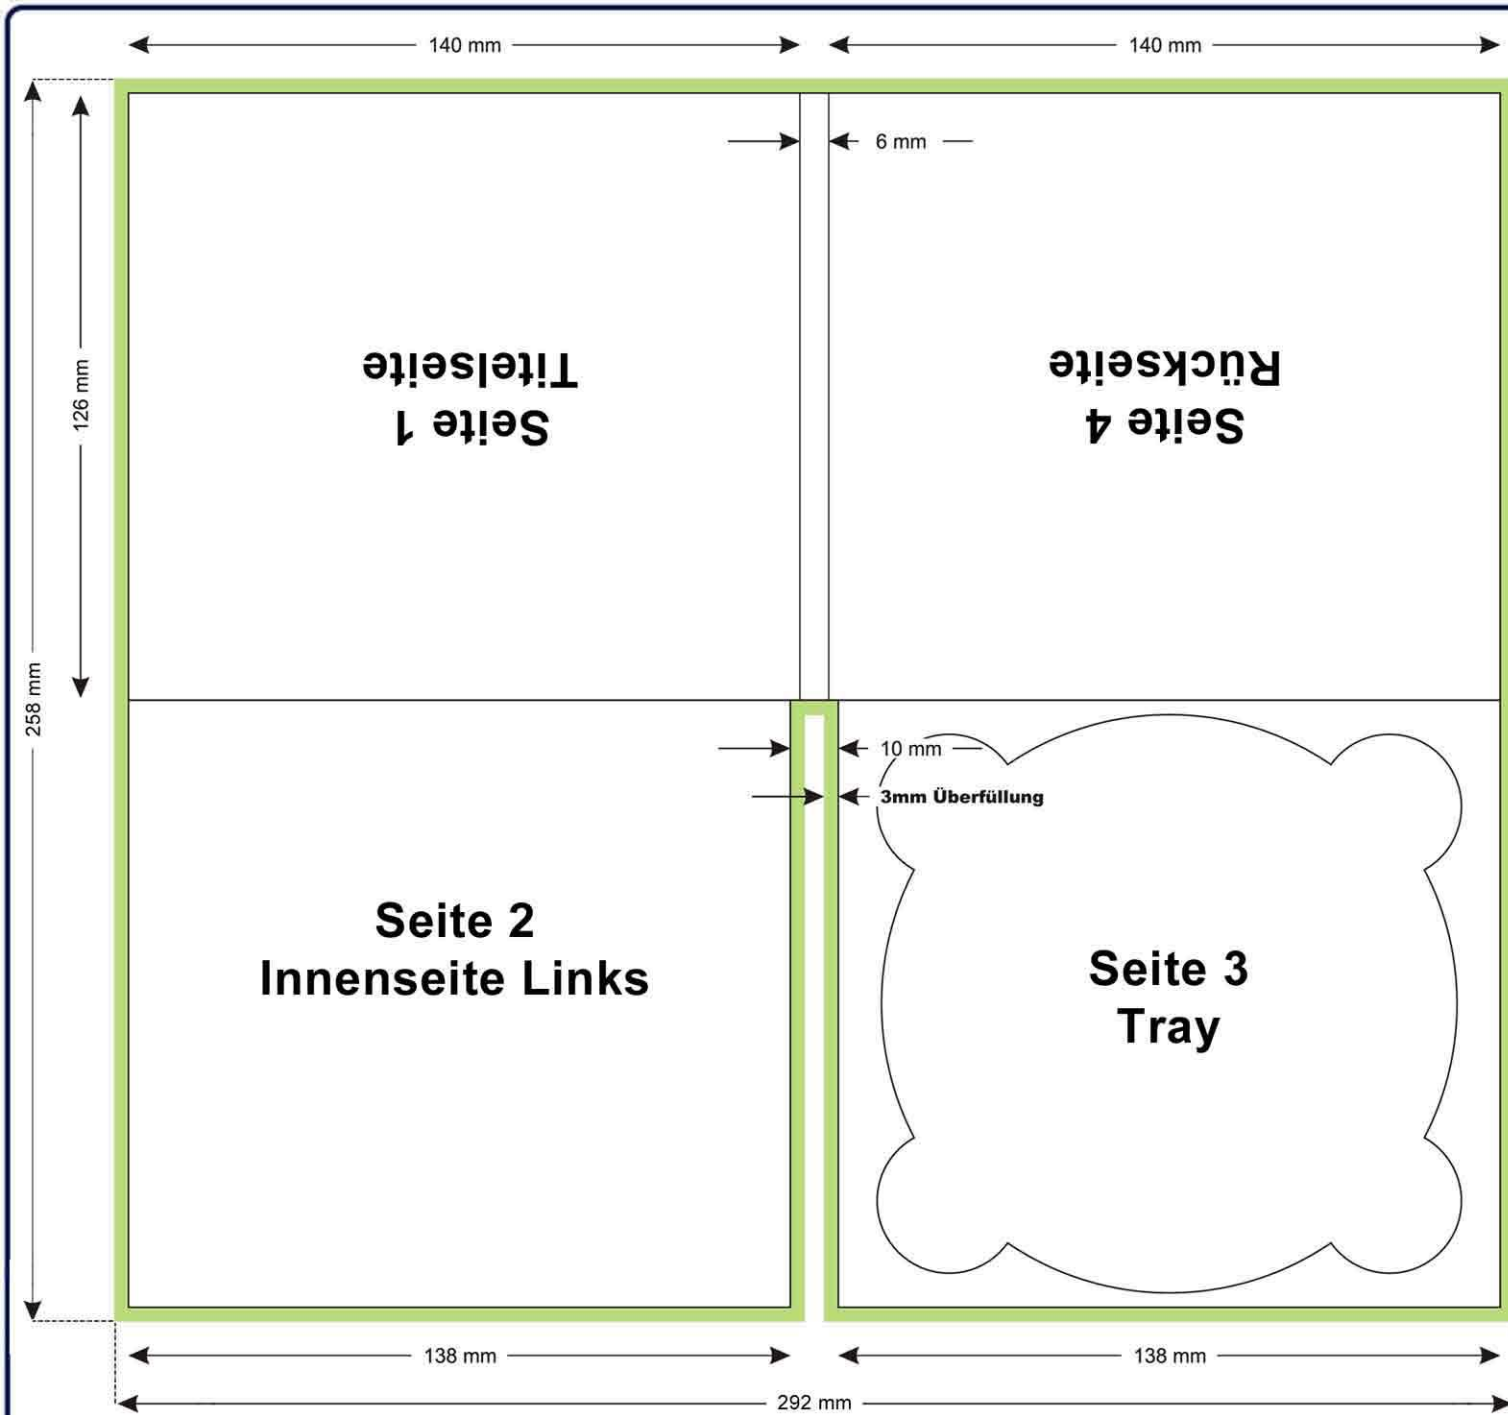 140 mm
140 mm
6 mm
126 mm
258 mm
Seite 1
Titelseite
Seite 4
Rückseite
10 mm
3mm Überfüllung
Seite 2
Innenseite Links
Seite 3
Tray
138 mm
138 mm
292 mm